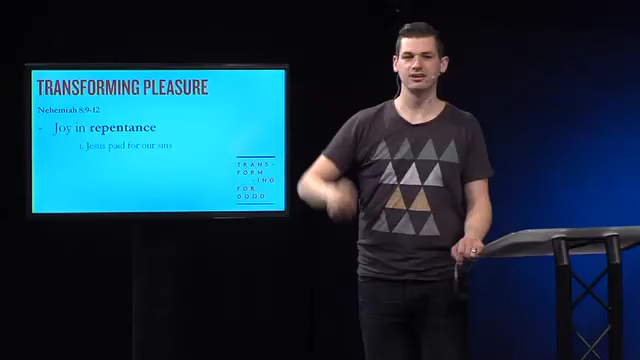 TRANSFORMING PLEASURE
Nehemiah 8:9-12
- Joy in repentance
1. Jesus paid for our sins
TRANS-
FORM
-ING
FOR
GOOD